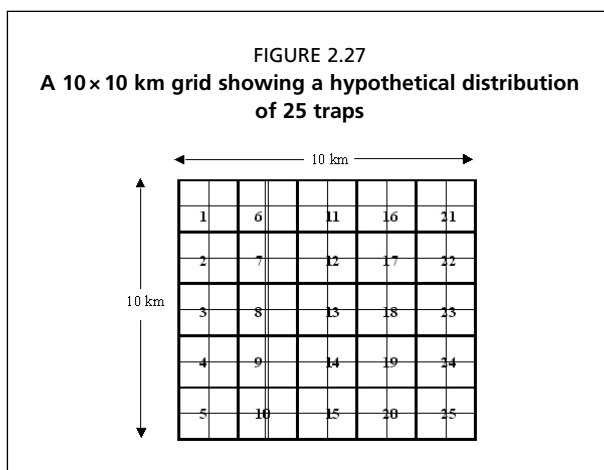 FIGURE 2.27
A 10×10 km grid showing a hypothetical distribution
of 25 traps
10 km
10 km
1 6 11 16 21
2 7 12 17 22
3 8 13 18 23
4 9 14 19 24
5 10 15 20 25